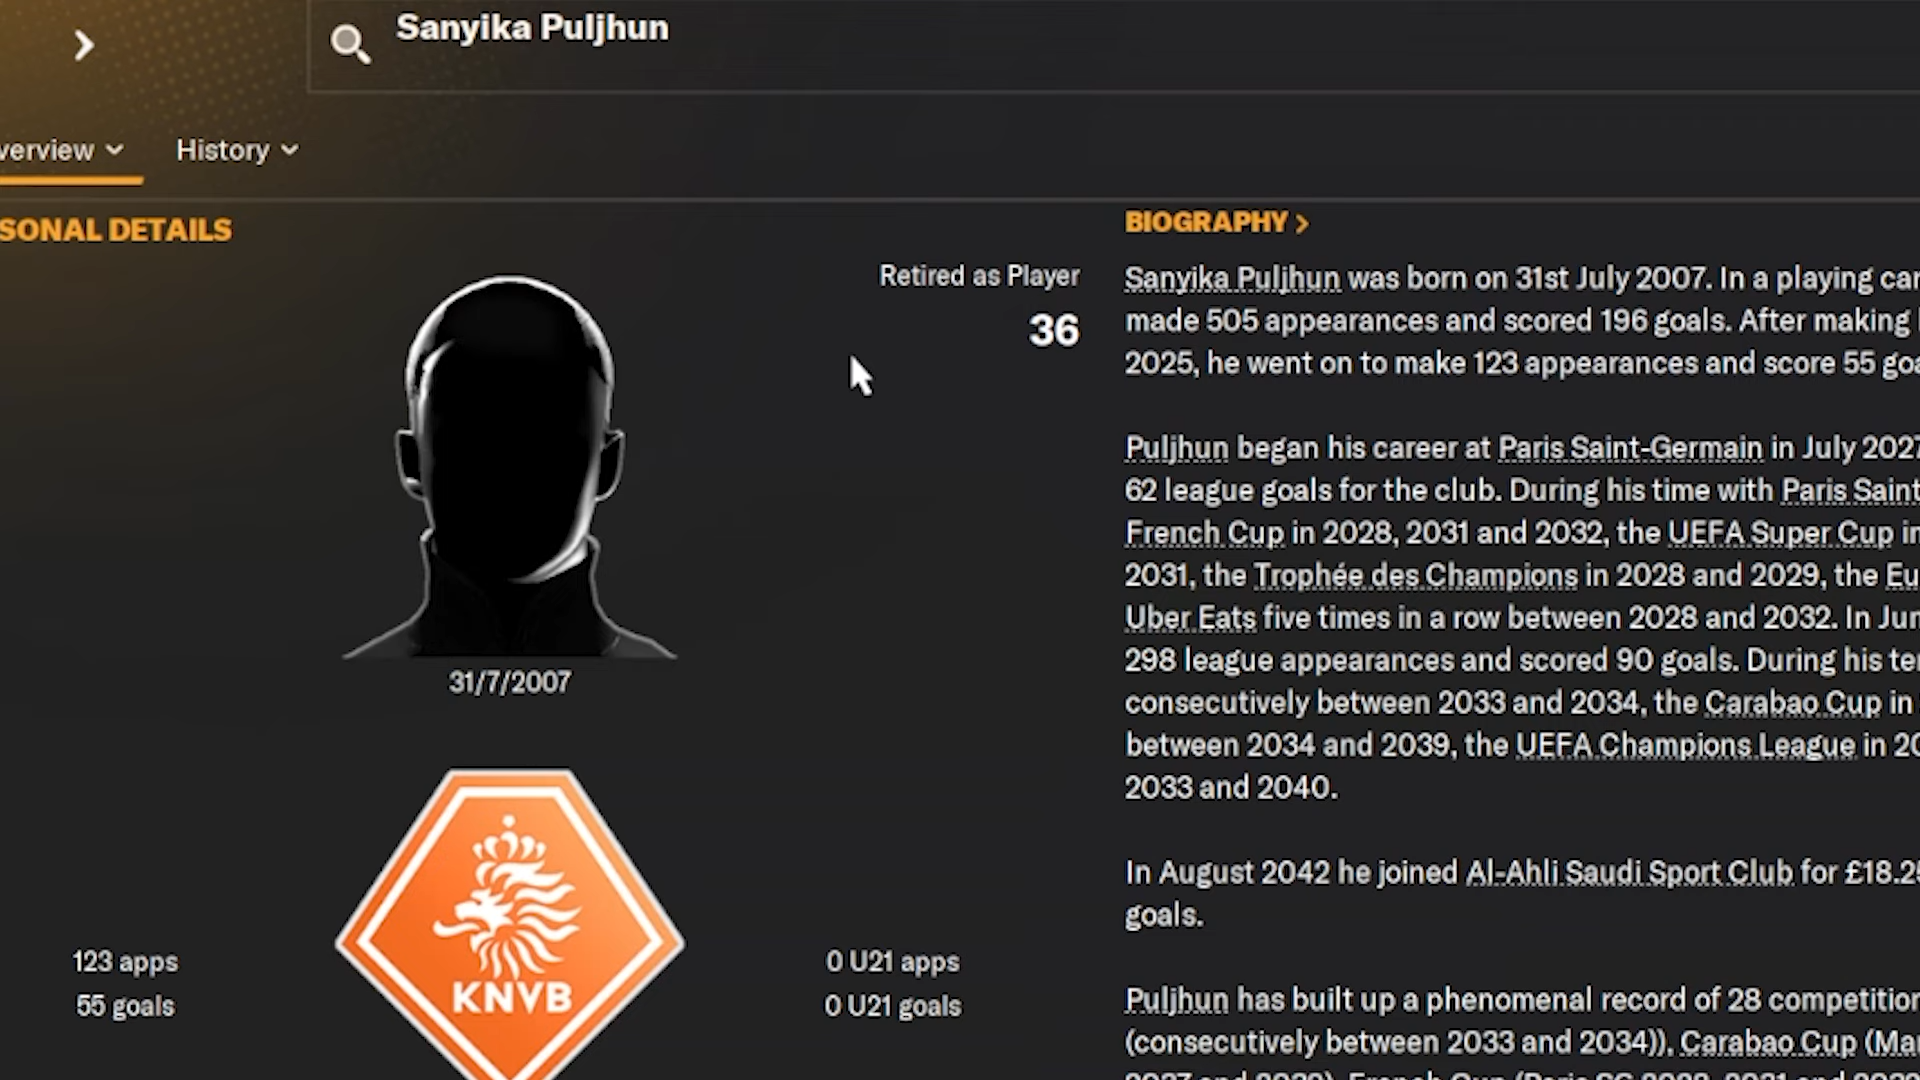 Sanyika Puljhun
verview
History
SONAL DETAILS
BIOGRAPHY
Retired as Player
36
Sanyika Puljhun was born on 31st July 2007. In a playing car
made 505 appearances and scored 196 goals. After making
2025, he went on to make 123 appearances and score 55 goa
Puljhun began his career at Paris Saint-Germain in July 2027
62 league goals for the club. During his time with Paris Saint
French Cup in 2028, 2031 and 2032, the UEFA Super Cup in
2031, the Trophée des Champions in 2028 and 2029, the Eu
Uber Eats five times in a row between 2028 and 2032. In Jun
298 league appearances and scored 90 goals. During his te
consecutively between 2033 and 2034, the Carabao Cup in
between 2034 and 2039, the UEFA Champions League in 20
2033 and 2040.
In August 2042 he joined Al-Ahli Saudi Sport Club for £18.25
goals.
Puljhun has built up a phenomenal record of 28 competition
(consecutively between 2033 and 2034)), Carabao Cup (Ma
31/7/2007
KNVB
123 apps
55 goals
0 U21 apps
0 U21 goals